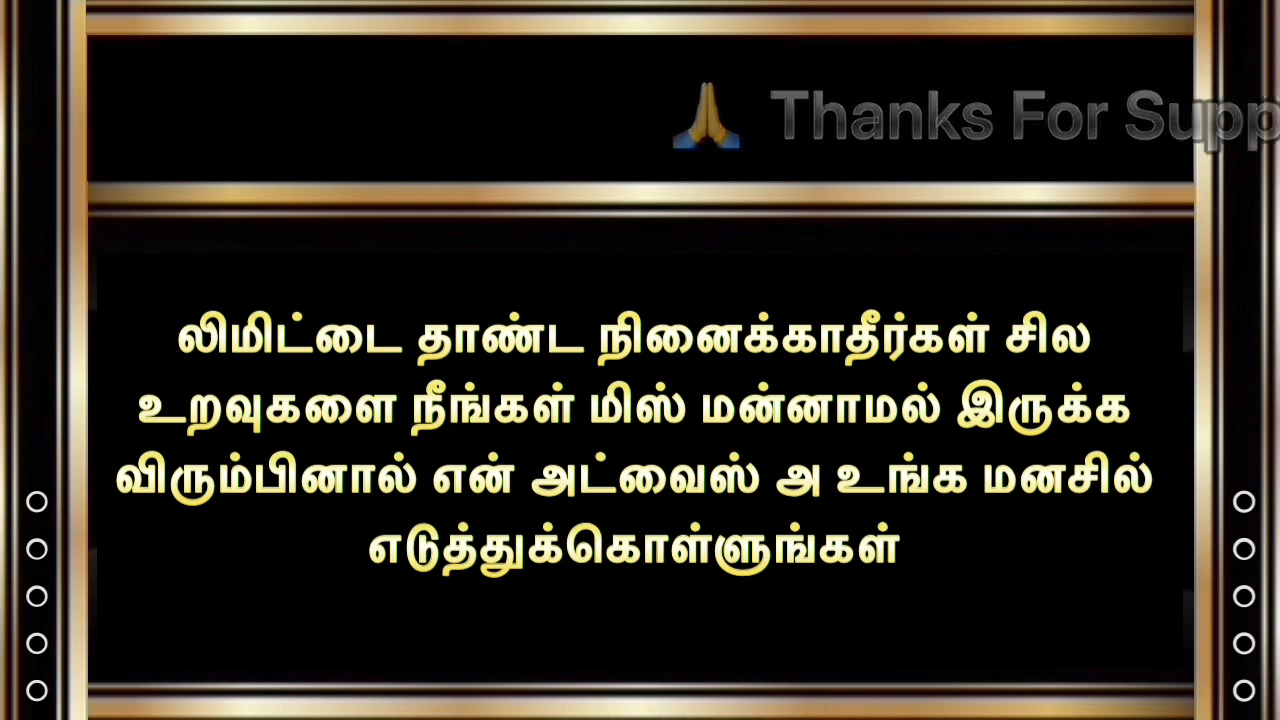 🙏 Thanks For Supp
லிமிட்டை தாண்ட நினைக்காதீர்கள் சில
உறவுகளை நீங்கள் மிஸ் மன்னாமல் இருக்க
விரும்பினால் என் அட்வைஸ் அ உங்க மனசில்
எடுத்துக்கொள்ளுங்கள்